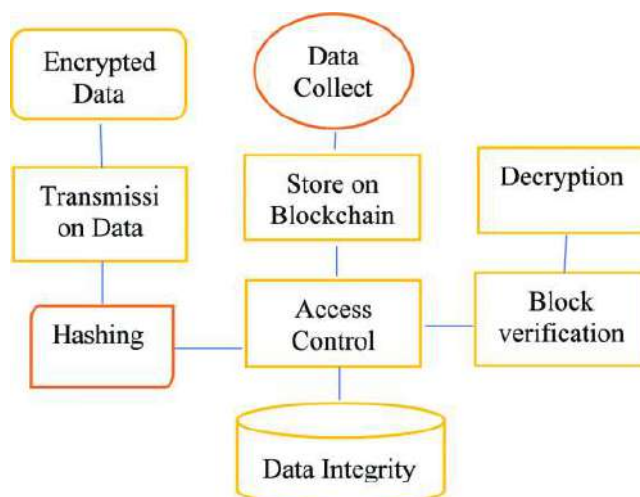 Encrypted
Data
Data
Collect
Transmissi
on Data
Store on
Blockchain
Decryption
Hashing
Access
Control
Block
verification
Data Integrity